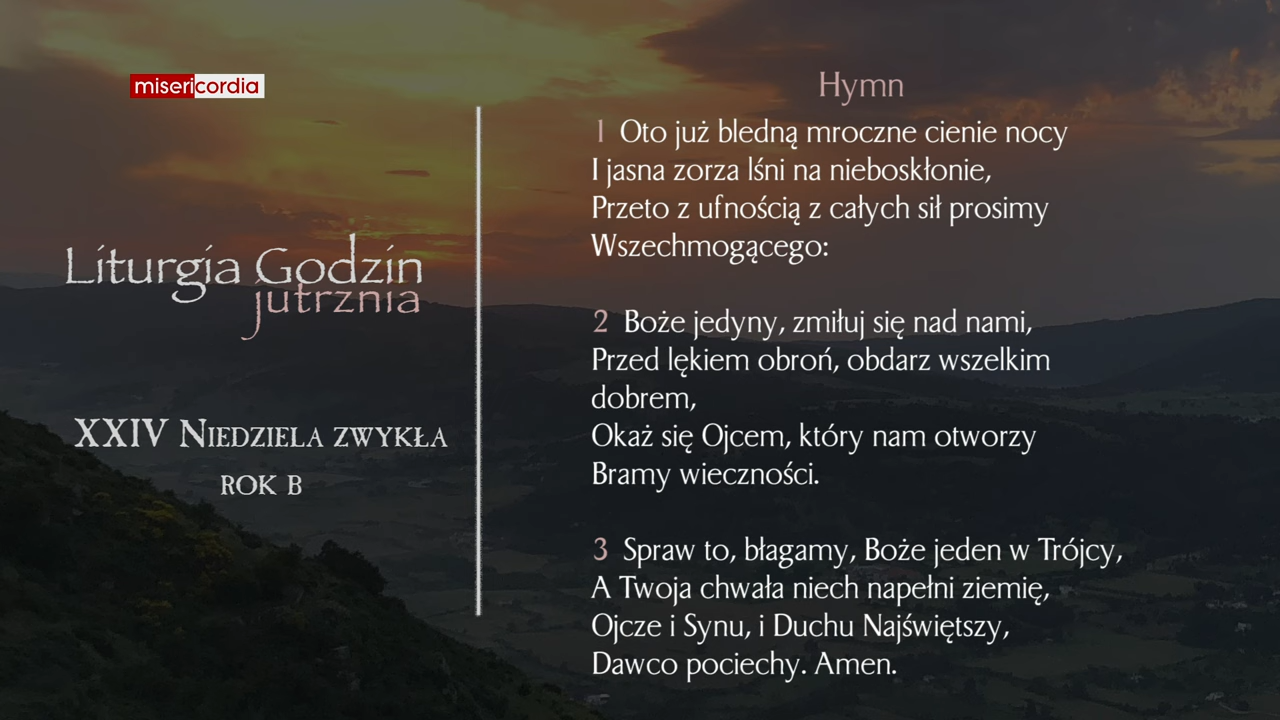 misericordia
Liturgia Godzin
jutrznia
XXIV Niedziela zwykła
rok B
Hymn
1 Oto już bledną mroczne cienie nocy
I jasna zorza lśni na nieboskłonie,
Przeto z ufnością z całych sił prosimy
Wszechmogącego:
2 Boże jedyny, zmiłuj się nad nami,
Przed lękiem obroń, obdarz wszelkim
dobrem,
Okaż się Ojcem, który nam otworzy
Bramy wieczności.
3 Spraw to, błagamy, Boże jeden w Trójcy,
A Twoja chwała niech napełni ziemię,
Ojcze i Synu, i Duchu Najświętszy,
Dawco pociechy. Amen.